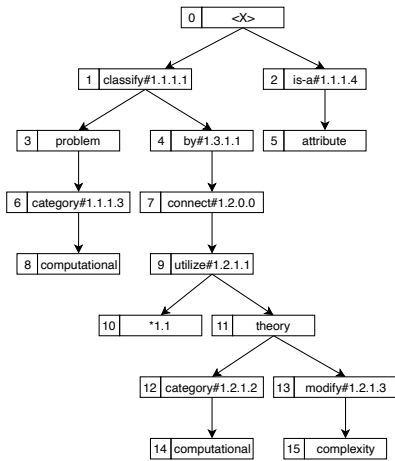 0 <X>
1 classify#1.1.1.1 2 is-a#1.1.1.4
3 problem 4 by#1.3.1.1 5 attribute
6 category#1.1.1.3 7 connect#1.2.0.0
8 computational 9 utilize#1.2.1.1
10 *1.1 11 theory
12 category#1.2.1.2 13 modify#1.2.1.3
14 computational 15 complexity